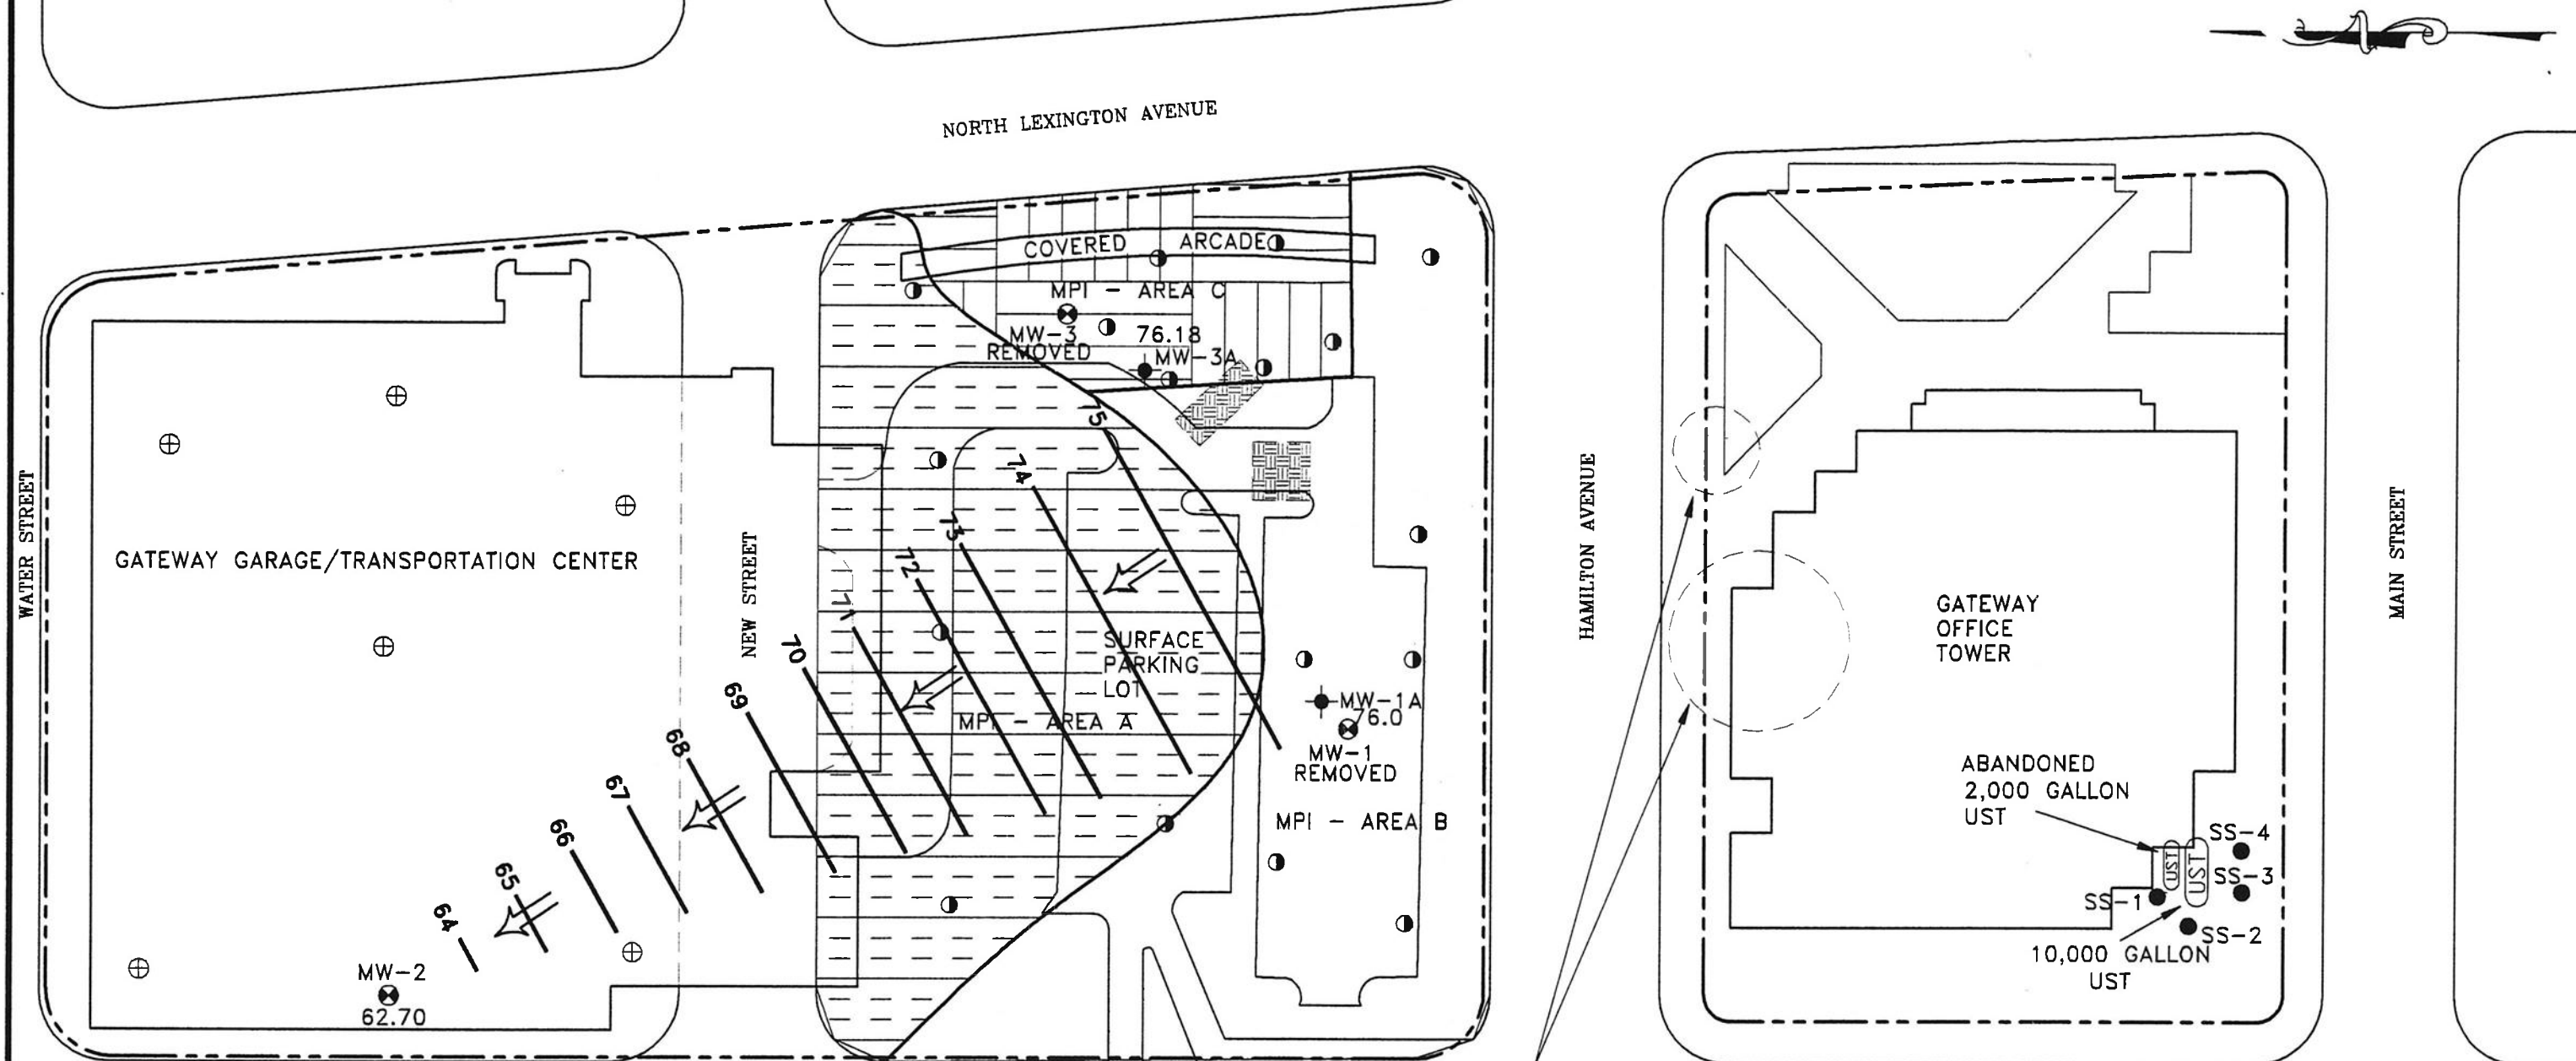 NORTH LEXINGTON AVENUE
COVERED ARCADE
MPI - AREA C
MW-3
REMOVED
76.18
MW-3A
75
74
73
72
71
70
69
68
67
66
65
64
WATER STREET
GATEWAY GARAGE/TRANSPORTATION CENTER
NEW STREET
SURFACE
PARKING
LOT
MPI - AREA A
MW-1A
76.0
MW-1
REMOVED
MPI - AREA B
MW-2
62.70
HAMILTON AVENUE
GATEWAY
OFFICE
TOWER
MAIN STREET
ABANDONED
2,000 GALLON
UST
UST
UST
SS-4
SS-3
SS-1
SS-2
10,000 GALLON
UST